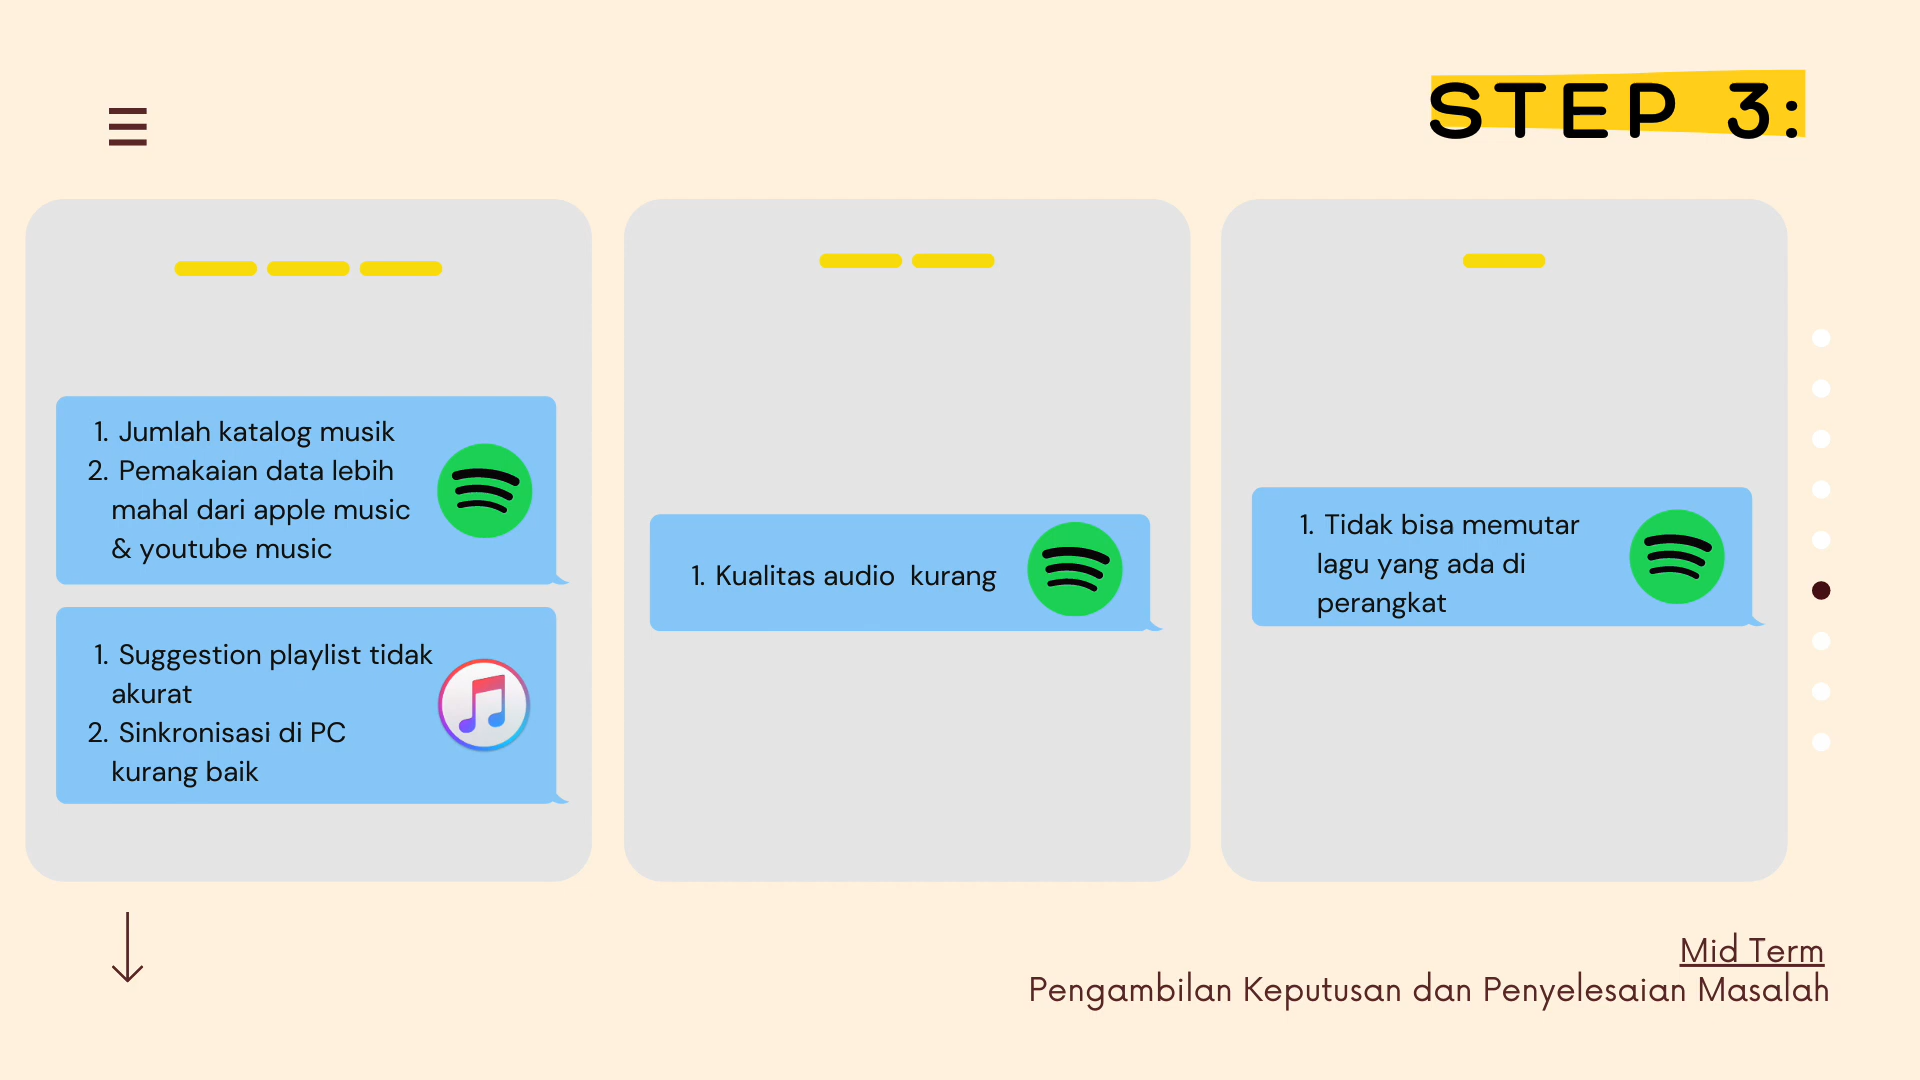 STEP 3:
1. Jumlah katalog musik
2. Pemakaian data lebih
mahal dari apple music
& youtube music
1. Suggestion playlist tidak
akurat
2. Sinkronisasi di PC
kurang baik
1. Kualitas audio  kurang
1. Tidak bisa memutar
lagu yang ada di
perangkat
Mid Term
Pengambilan Keputusan dan Penyelesaian Masalah